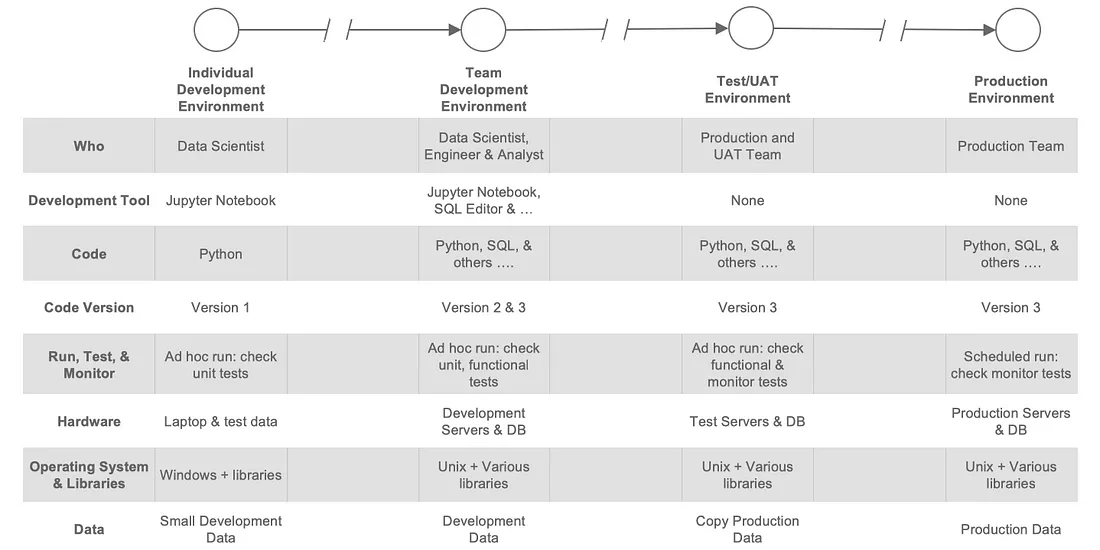 Individual
Development
Environment
Team
Development
Environment
Test/UAT
Environment
Production
Environment
Who
Data Scientist
Data Scientist,
Engineer & Analyst
Production and
UAT Team
Production Team
Development Tool
Jupyter Notebook
Jupyter Notebook,
SQL Editor & …
None
None
Code
Python
Python, SQL, &
others ….
Python, SQL, &
others ….
Python, SQL, &
others ….
Code Version
Version 1
Version 2 & 3
Version 3
Version 3
Run, Test, &
Monitor
Ad hoc run: check
unit tests
Ad hoc run: check
unit, functional
tests
Ad hoc run: check
functional &
monitor tests
Scheduled run:
check monitor tests
Hardware
Laptop & test data
Development
Servers & DB
Test Servers & DB
Production Servers
& DB
Operating System
& Libraries
Windows + libraries
Unix + Various
libraries
Unix + Various
libraries
Unix + Various
libraries
Data
Small Development
Data
Development
Data
Copy Production
Data
Production Data